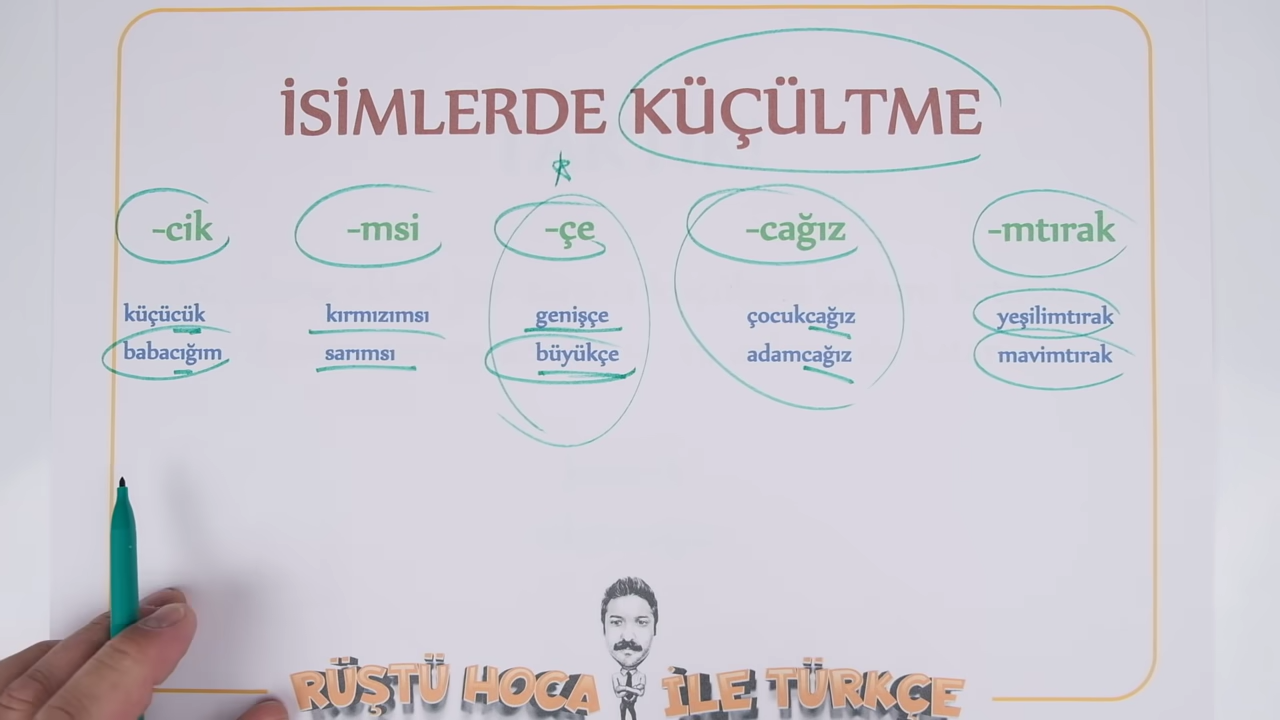 İSİMLERDE KÜÇÜLTME
-cik -msi -çe -cağız -mtırak
küçücük kırmızımsı genişçe çocukcağız yeşilimtırak
babacığım sarımsı büyükçe adamcağız mavimtırak
RÜŞTÜ HOCA İLE TÜRKÇE